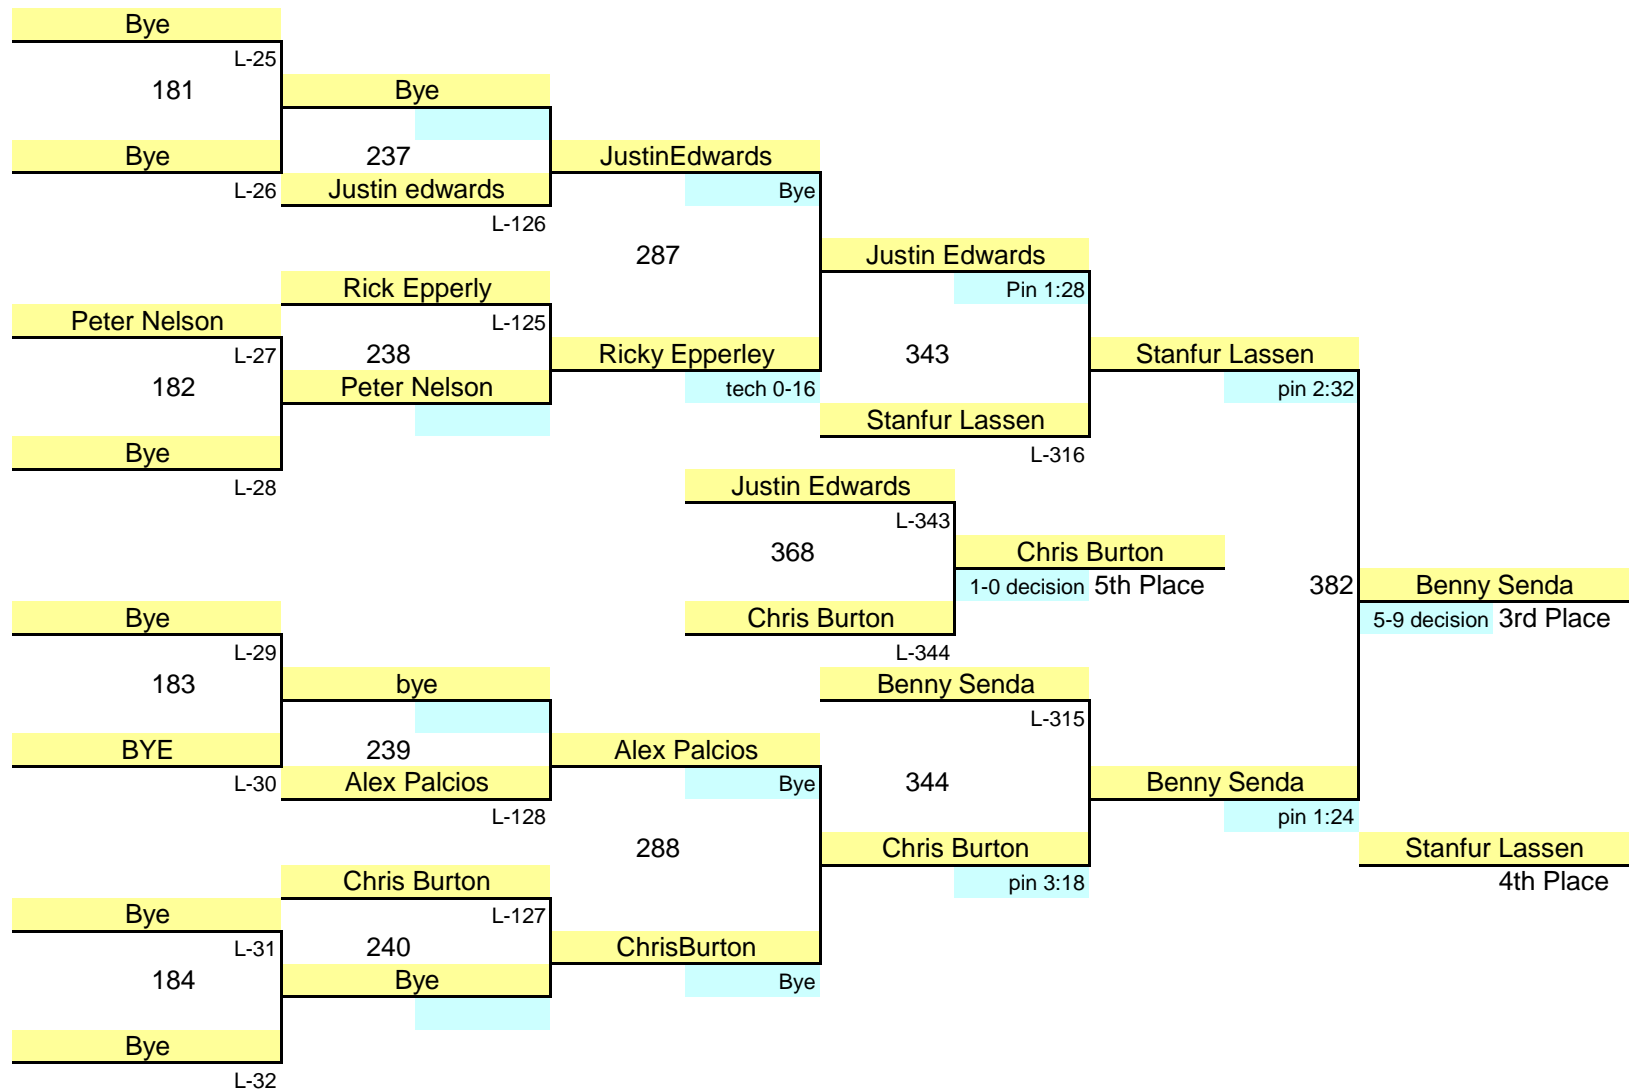 Bye
L-25
181
Bye
Bye
237
JustinEdwards
L-26
Justin edwards
Bye
L-126
287
Justin Edwards
Rick Epperly
Pin 1:28
Peter Nelson
L-125
L-27
238
Ricky Epperley
343
Stanfur Lassen
182
Peter Nelson
tech 0-16
pin 2:32
Stanfur Lassen
Bye
L-316
L-28
Justin Edwards
L-343
368
Chris Burton
1-0 decision 5th Place
382
Benny Senda
Bye
Chris Burton
5-9 decision 3rd Place
L-29
L-344
183
bye
Benny Senda
L-315
BYE
239
Alex Palcios
L-30
Alex Palcios
Bye
344
Benny Senda
L-128
pin 1:24
288
Chris Burton
Stanfur Lassen
Chris Burton
pin 3:18
4th Place
Bye
L-127
L-31
240
ChrisBurton
184
Bye
Bye
Bye
L-32